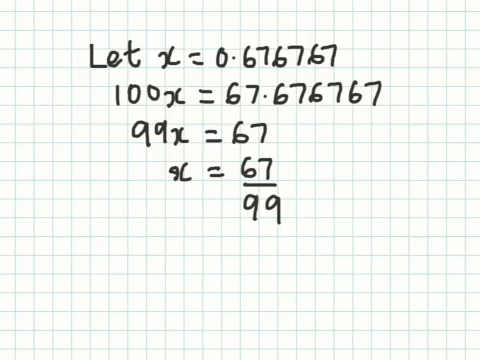 Let x = 0.676767
100x = 67.676767
99x = 67
x = 67
99